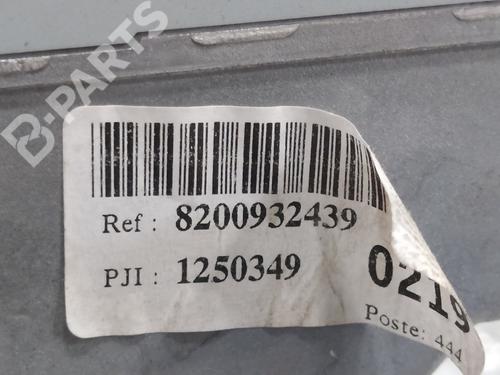 B-PARTS
Ref : 8200932439
PJI : 1250349
0219
Poste: 444